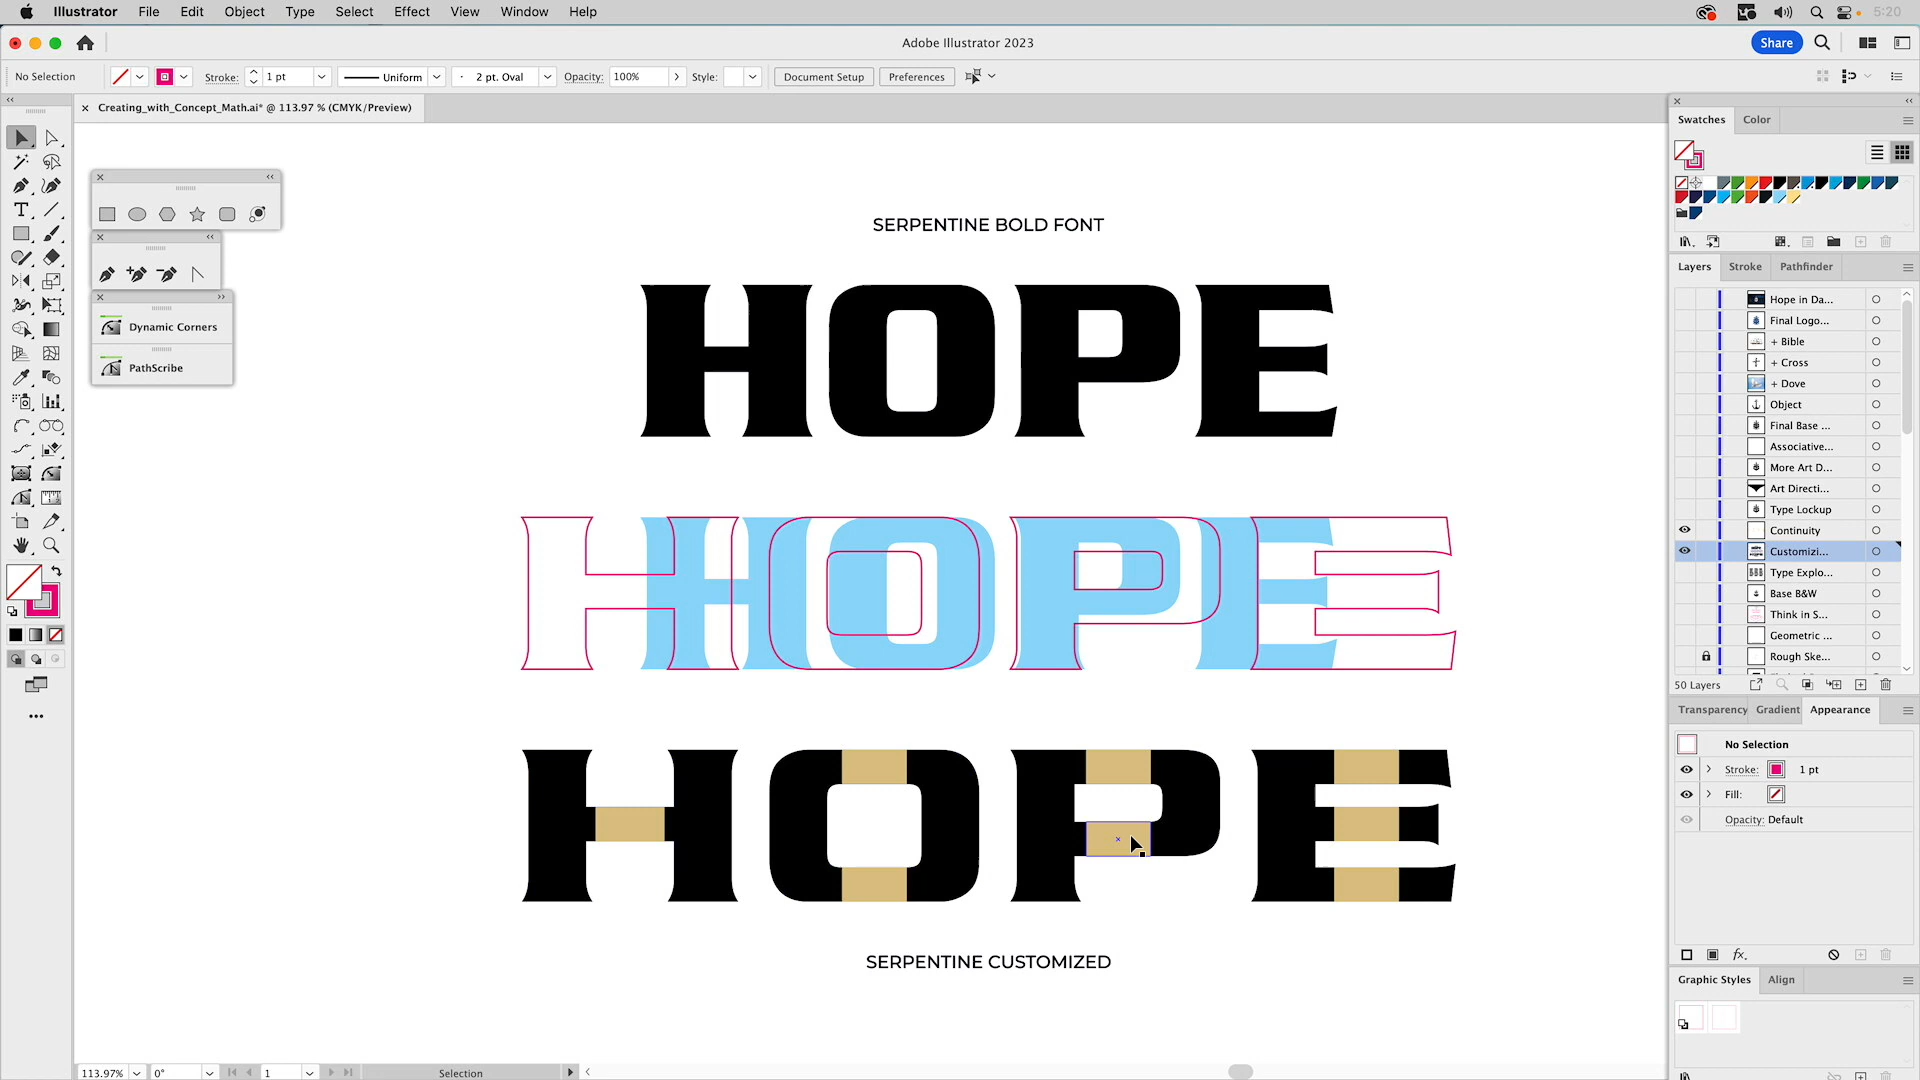 Illustrator File Edit Object Type Select Effect View Window Help 5:20
Adobe Illustrator 2023
Share
No Selection Stroke: 1 pt Uniform 2 pt. Oval Opacity: 100% Style: Document Setup Preferences
Creating_with_Concept_Math.ai* @ 113.97 % (CMYK/Preview)
Swatches Color
Dynamic Corners
PathScribe
SERPENTINE BOLD FONT
HOPE
HOPE
HOPE
SERPENTINE CUSTOMIZED
Layers Stroke Pathfinder
Hope in Da...
Final Logo...
+ Bible
+ Cross
+ Dove
Object
Final Base ...
Associative...
More Art D...
Art Directi...
Type Lockup
Continuity
Customizi...
Type Explo...
Base B&W
Think in S...
Geometric ...
Rough Ske...
50 Layers
Transparency Gradient Appearance
No Selection
Stroke: 1 pt
Fill:
Opacity: Default
Graphic Styles Align
113.97% 0° 1 Selection